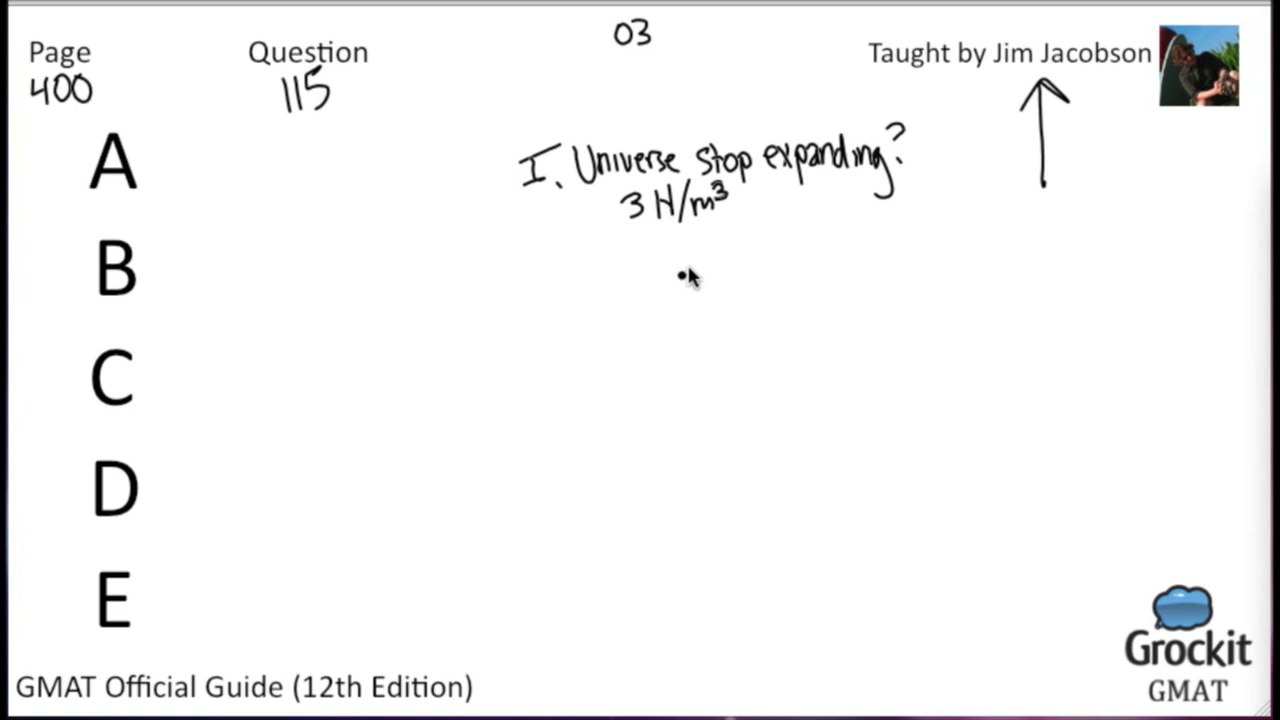 03
Page Question Taught by Jim Jacobson
400 115
A
I. Universe stop expanding?
3 H/m³
B
C
D
E
Grockit
GMAT
GMAT Official Guide (12th Edition)